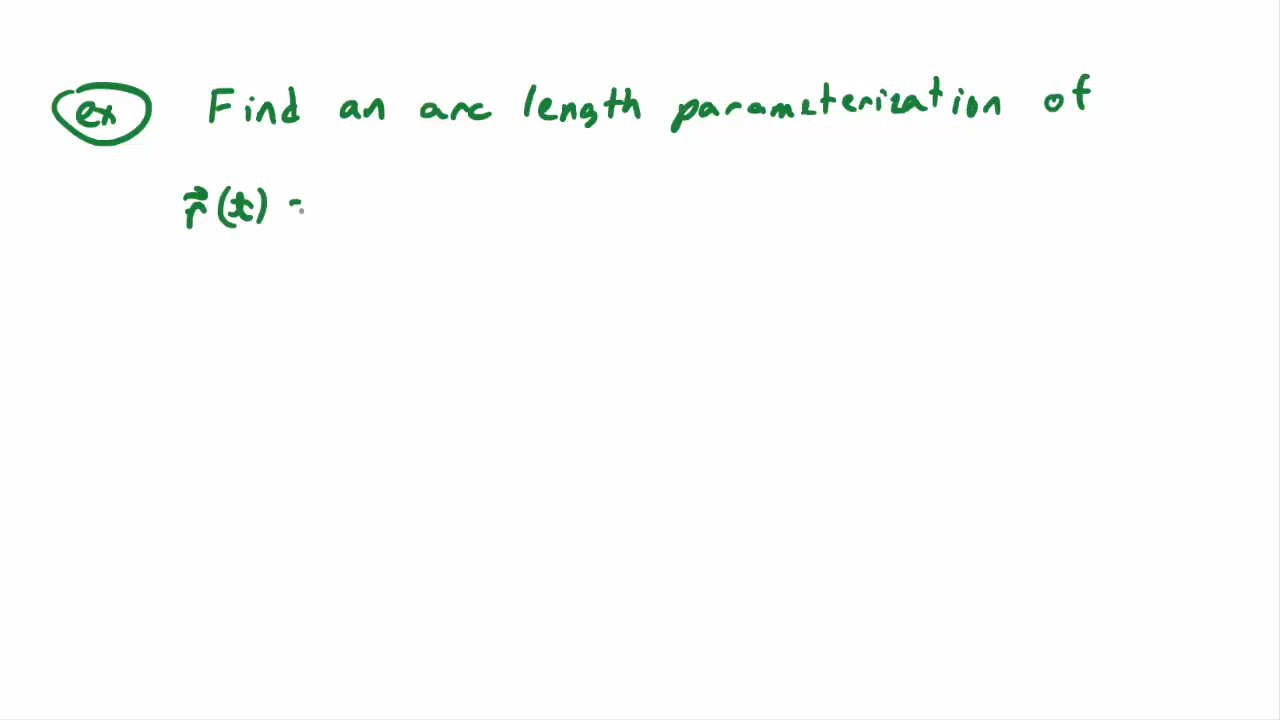 ex Find an arc length parameterization of
r⃗(t) =